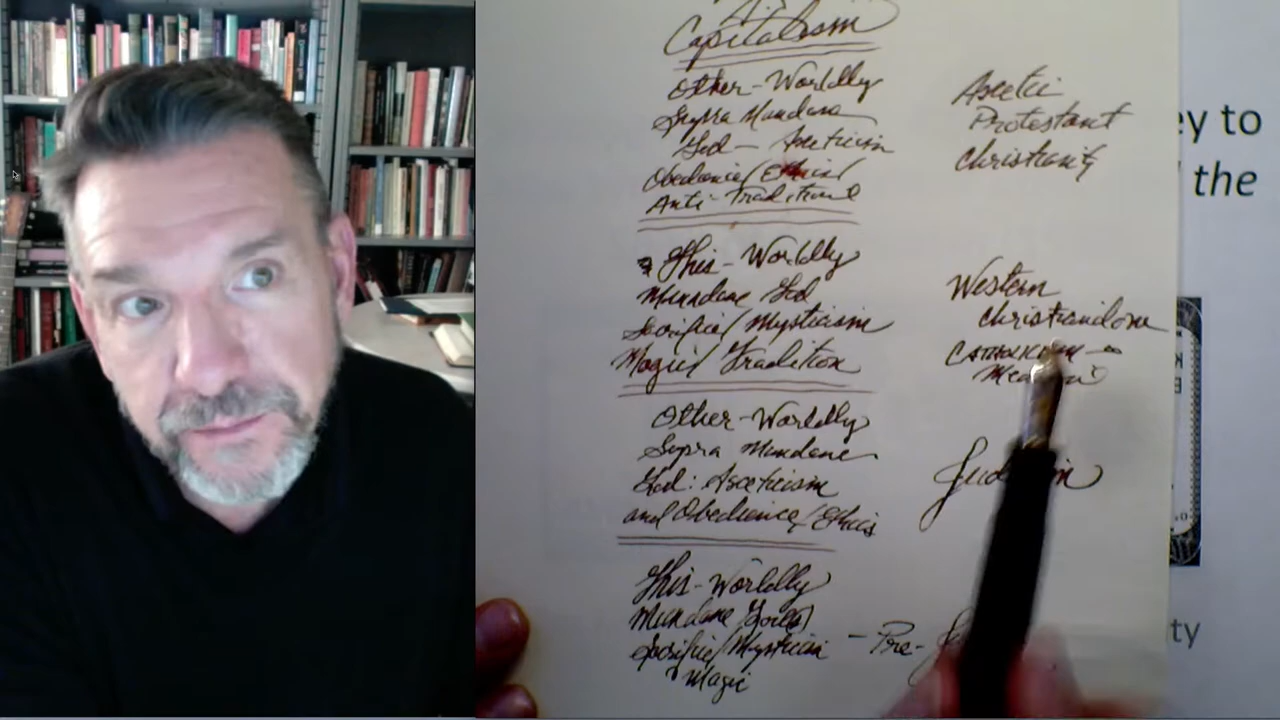 Capitalism
Other-Worldly
Supra Mundane
God - Asceticism
Obedience/Ethics/
Anti-Traditional
Ascetic
Protestant
Christianity
ey to
the
This-Worldly
Mundane God
Sacrifice/Mysticism
Magic/Tradition
Western
Christiandom
Catholicism -
Other-Worldly
Supra Mundane
God: Asceticism
and Obedience/Ethics
This-Worldly
Mundane
Sacrifice/Mysticism
Magic
- Pre-
ty